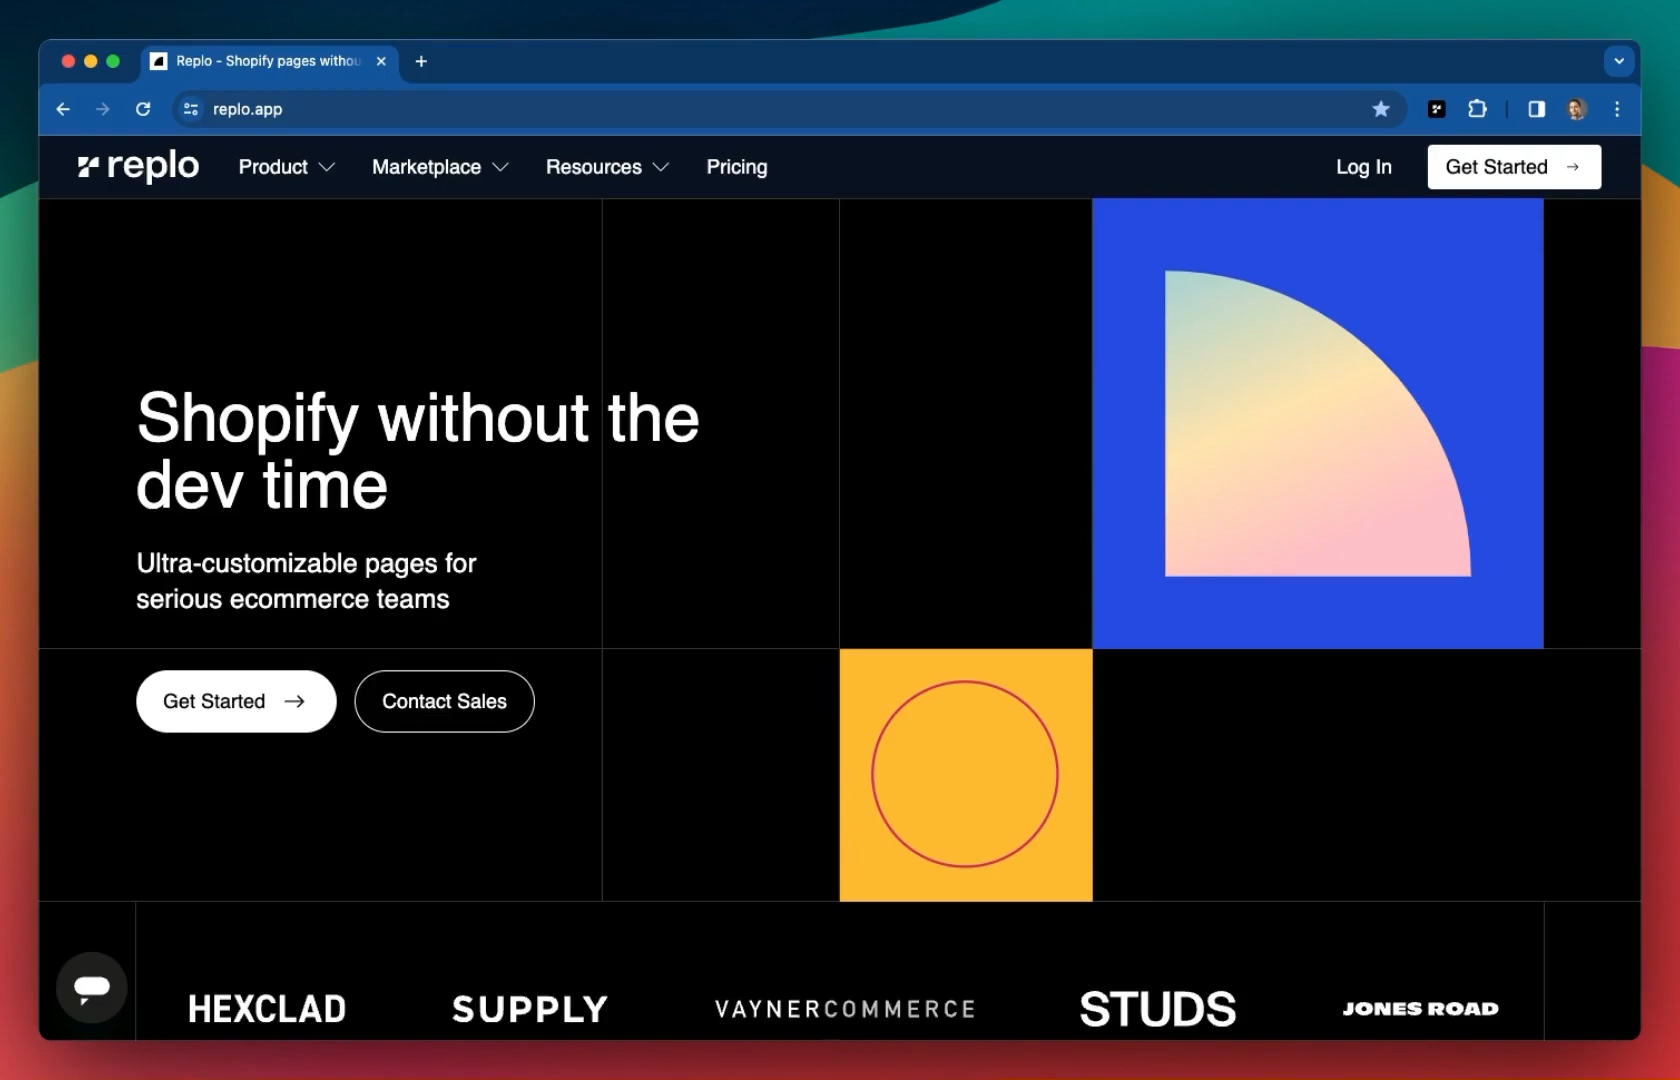 Replo - Shopify pages withou
replo.app
replo
Product
Marketplace
Resources
Pricing
Log In
Get Started
Shopify without the
dev time
Ultra-customizable pages for
serious ecommerce teams
Get Started
Contact Sales
HEXCLAD
SUPPLY
VAYNERCOMMERCE
STUDS
JONES ROAD